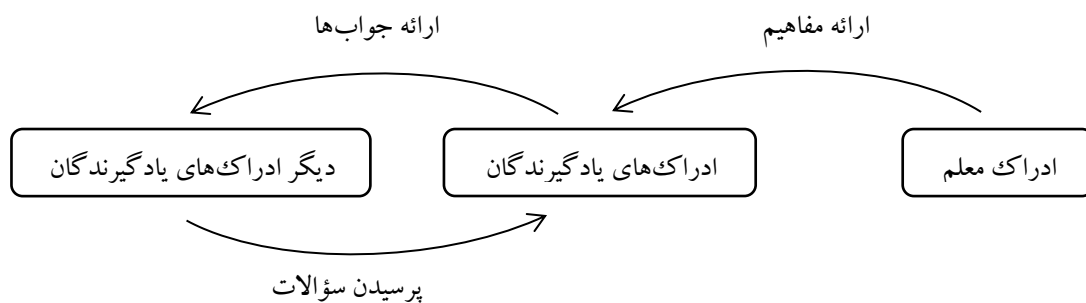 ارائه مفاهیم
ارائه جواب‌ها
ادراک معلم
ادراک‌های یادگیرندگان
دیگر ادراک‌های یادگیرندگان
پرسیدن سؤالات